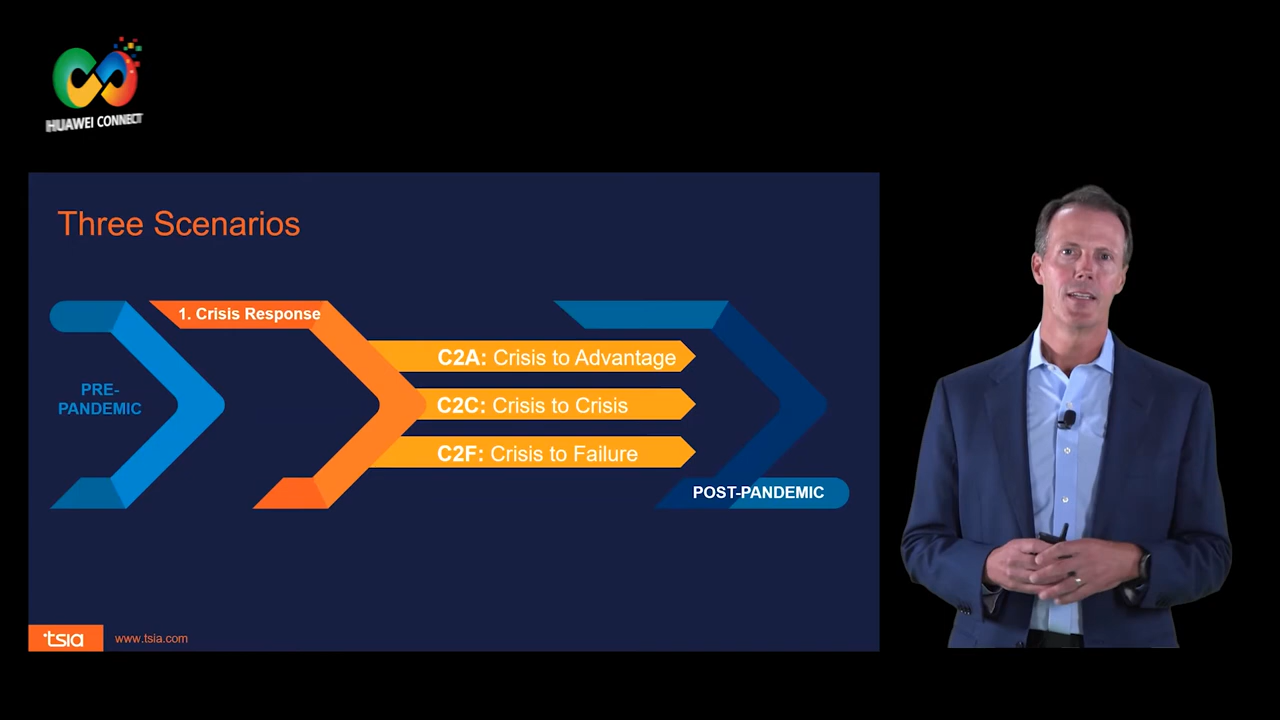 HUAWEI CONNECT
Three Scenarios
1. Crisis Response
C2A: Crisis to Advantage
PRE-
PANDEMIC
C2C: Crisis to Crisis
C2F: Crisis to Failure
POST-PANDEMIC
tsia
www.tsia.com